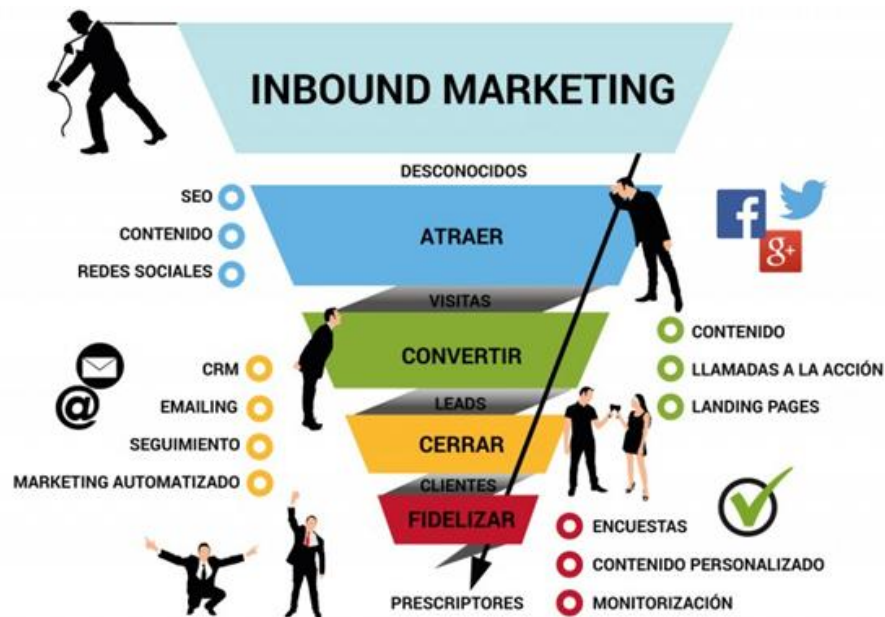 INBOUND MARKETING
DESCONOCIDOS
SEO
CONTENIDO
REDES SOCIALES
ATRAER
f
g+
VISITAS
CONVERTIR
CONTENIDO
LLAMADAS A LA ACCIÓN
LANDING PAGES
LEADS
@
CRM
EMAILING
SEGUIMIENTO
MARKETING AUTOMATIZADO
CERRAR
CLIENTES
FIDELIZAR
ENCUESTAS
CONTENIDO PERSONALIZADO
MONITORIZACIÓN
PRESCRIPTORES